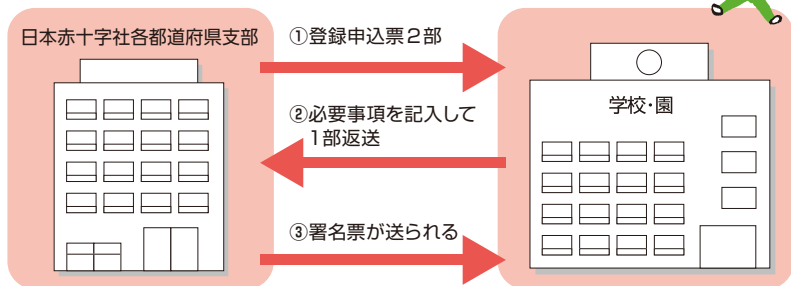 日本赤十字社各都道府県支部
①登録申込票2部
学校・園
②必要事項を記入して
1部返送
③署名票が送られる